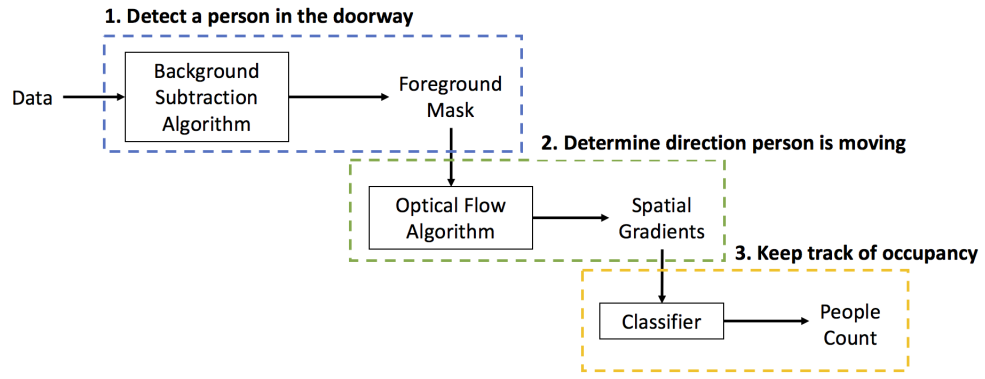 1. Detect a person in the doorway
Data
Background
Subtraction
Algorithm
Foreground
Mask
2. Determine direction person is moving
Optical Flow
Algorithm
Spatial
Gradients
3. Keep track of occupancy
Classifier
People
Count